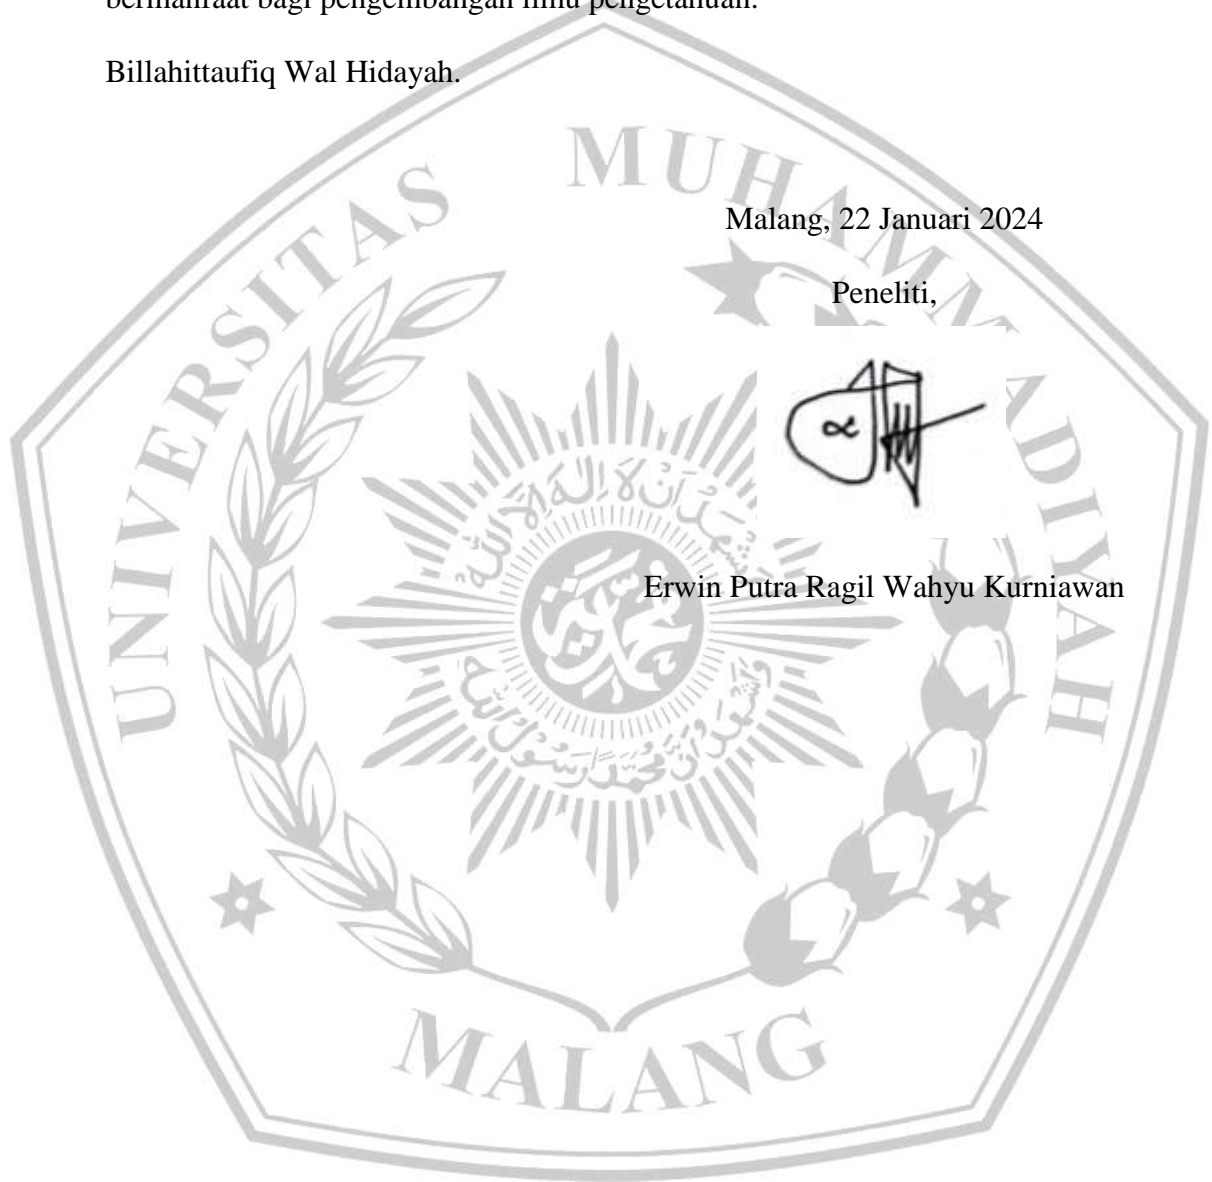 bermanfaat bagi pengembangan ilmu pengetahuan.
Billahittaufiq Wal Hidayah.
UNIVERSITAS MUHAMMADIYAH
Malang, 22 Januari 2024
Peneliti,
Erwin Putra Ragil Wahyu Kurniawan
MALANG